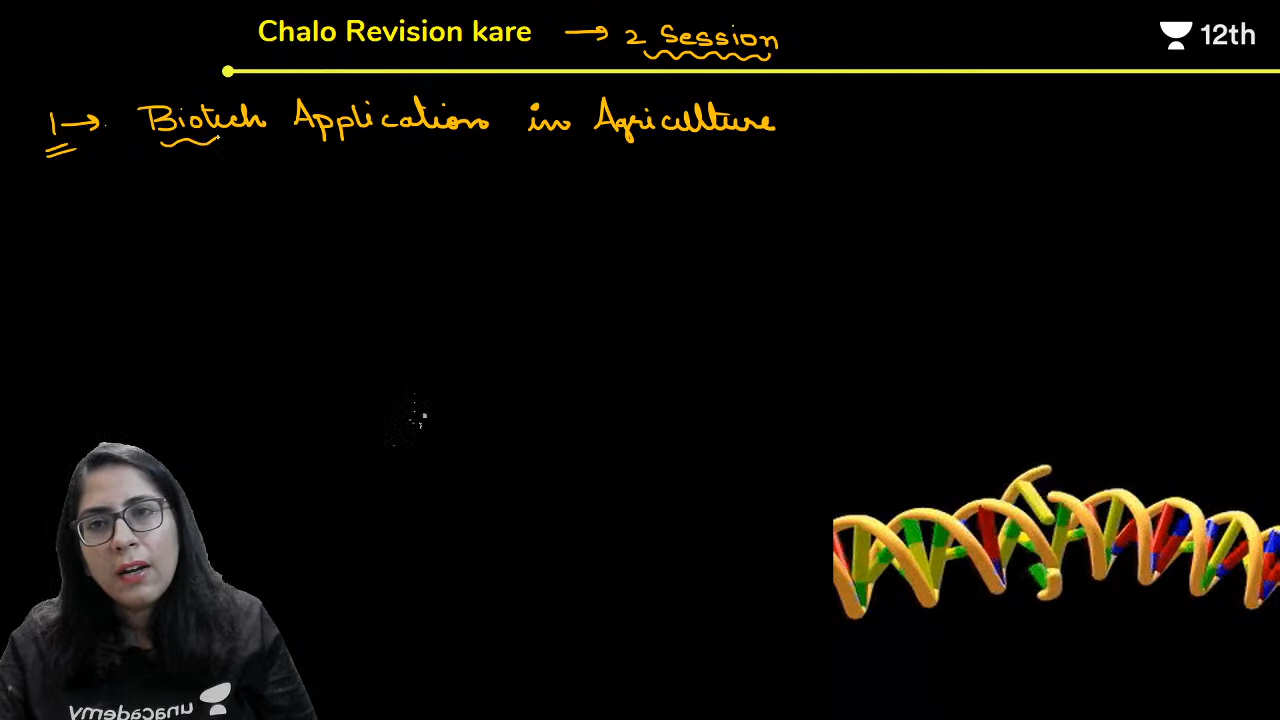 Chalo Revision kare → 2 Session
12th
1→ Biotech Applications in Agriculture
unacademy